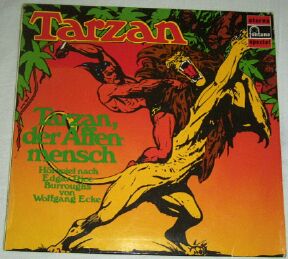 Tarzan
stereo
fontana
special
Tarzan,
der Affen-
mensch
Hörspiel nach
Edgar Rice
Burroughs
von
Wolfgang Ecke